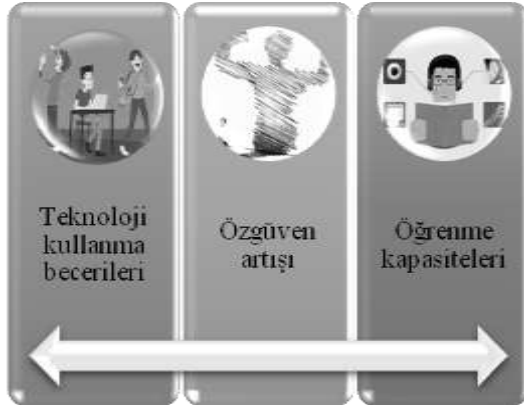 Teknoloji
kullanma
becerileri
Özgüven
artışı
Öğrenme
kapasiteleri